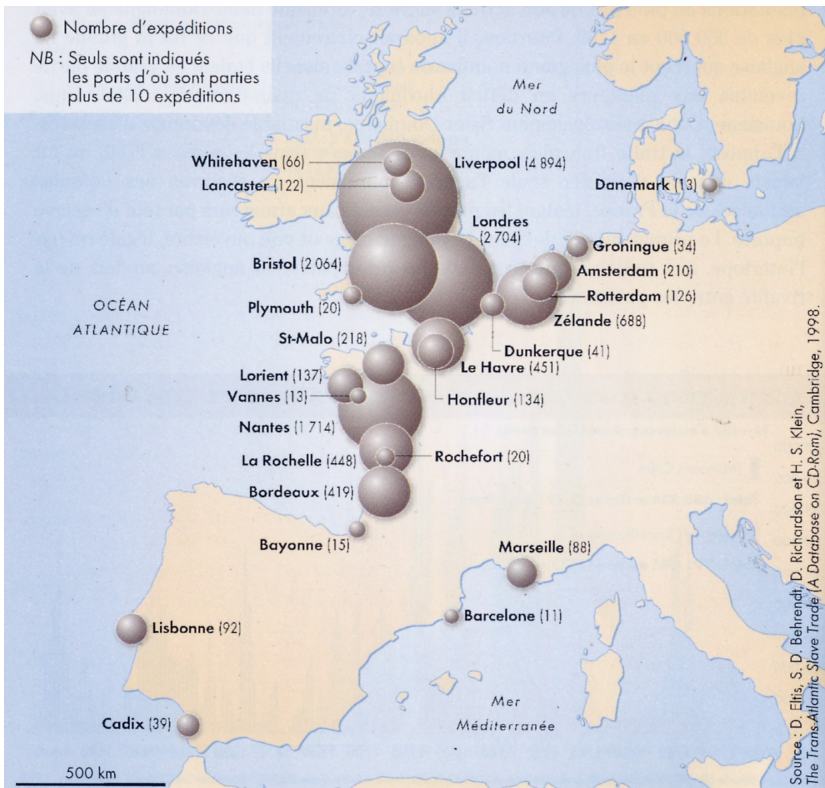 Nombre d'expéditions
NB : Seuls sont indiqués
les ports d'où sont parties
plus de 10 expéditions
Mer
du Nord
Whitehaven (66)
Liverpool (4 894)
Lancaster (122)
Danemark (13)
Londres
(2 704)
Groningue (34)
Bristol (2 064)
Amsterdam (210)
Rotterdam (126)
Plymouth (20)
Zélande (688)
OCÉAN
ATLANTIQUE
St-Malo (218)
Dunkerque (41)
Le Havre (451)
Lorient (137)
Vannes (13)
Honfleur (134)
Nantes (1 714)
La Rochelle (448)
Rochefort (20)
Bordeaux (419)
Bayonne (15)
Marseille (88)
Barcelone (11)
Lisbonne (92)
Mer
Méditerranée
Cadix (39)
500 km
Source : D. Eltis, S. D. Behrendt, D. Richardson et H. S. Klein,
The Trans-Atlantic Slave Trade (A Database on CD-Rom), Cambridge, 1998.